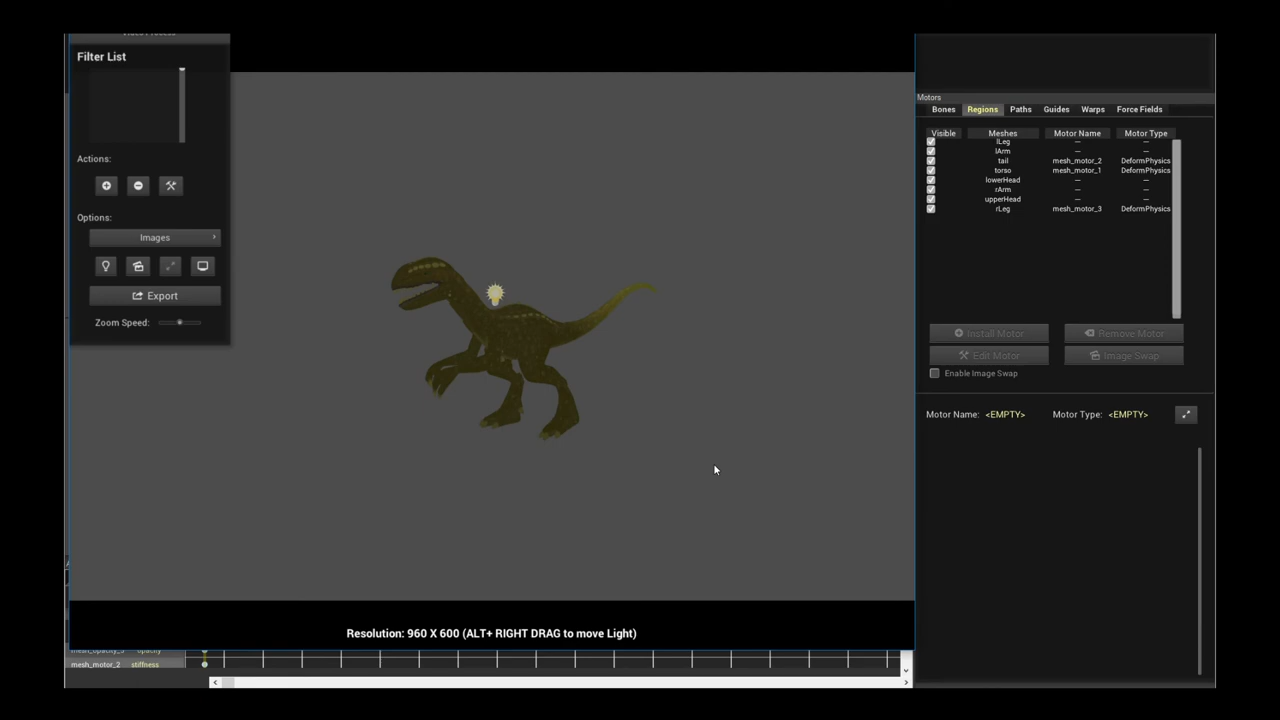 Filter List
Actions:
Options:
Images
Export
Zoom Speed:
Resolution: 960 X 600 (ALT+ RIGHT DRAG to move Light)
mesh_opacity_3 opacity
mesh_motor_2 stiffness
Motors
Bones Regions Paths Guides Warps Force Fields
Visible Meshes Motor Name Motor Type
lLeg — —
lArm — —
tail mesh_motor_2 DeformPhysics
torso mesh_motor_1 DeformPhysics
lowerHead — —
rArm — —
upperHead — —
rLeg mesh_motor_3 DeformPhysics
Install Motor Remove Motor
Edit Motor Image Swap
Enable Image Swap
Motor Name: <EMPTY> Motor Type: <EMPTY>